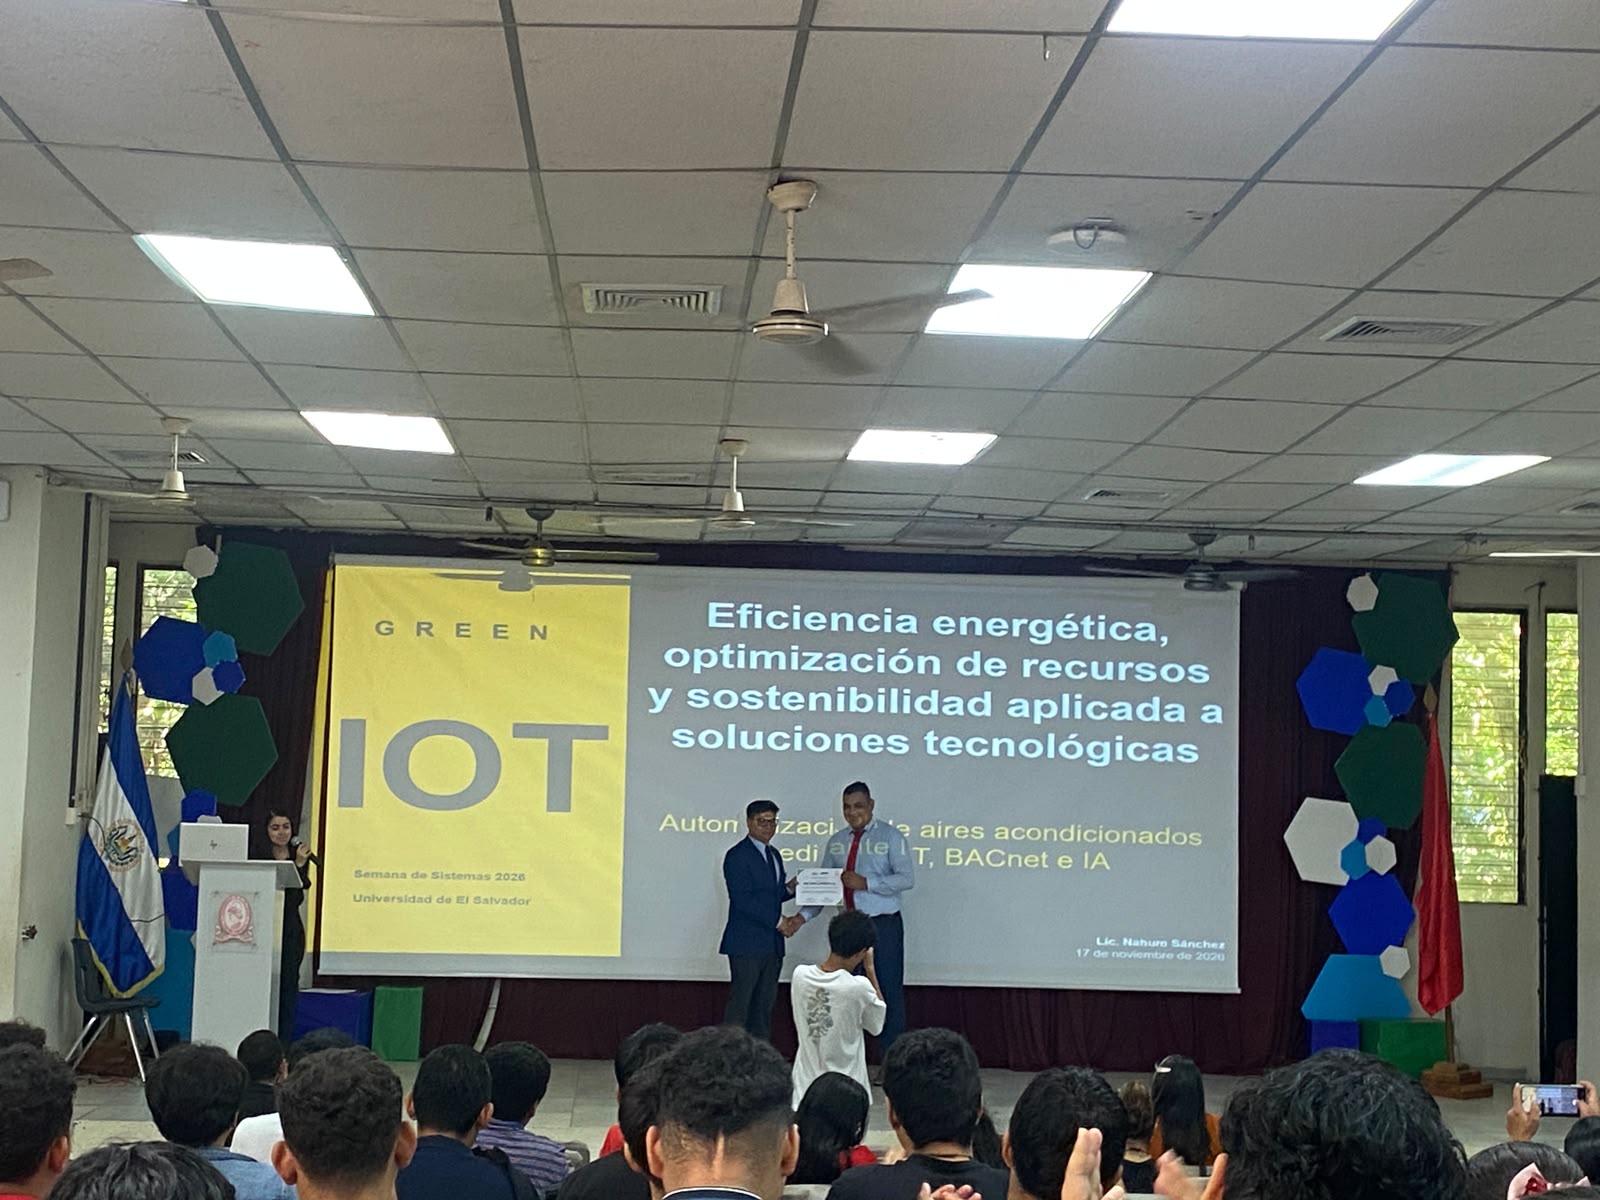 GREEN
IOT
Semana de Sistemas 2026
Universidad de El Salvador
Eficiencia energética,
optimización de recursos
y sostenibilidad aplicada a
soluciones tecnológicas
aires acondicionados
BACnet e IA
Lic. Nahum Sánchez
17 de noviembre de 2026
hp